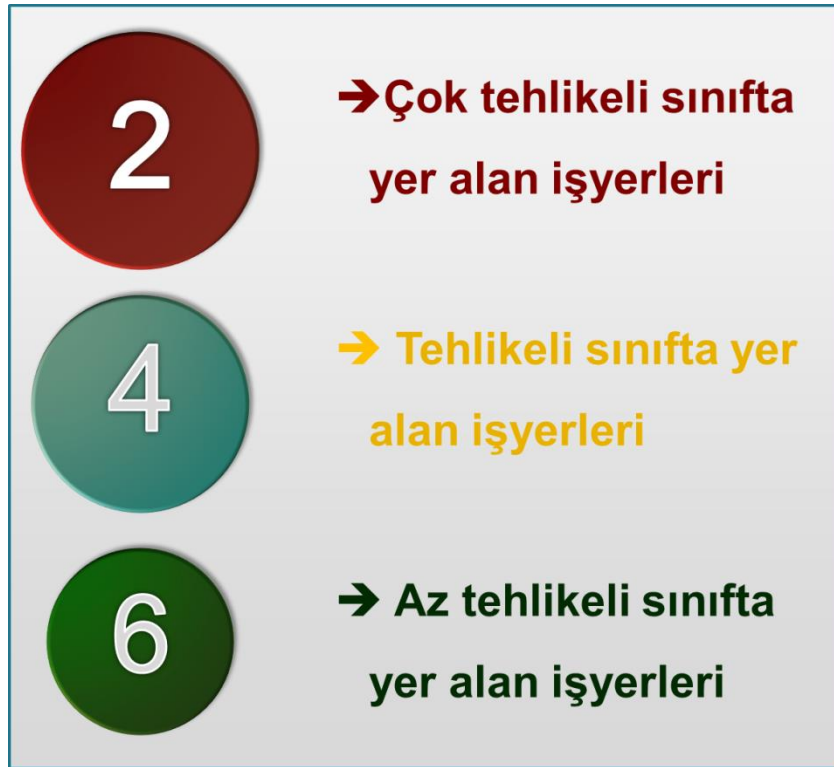 2
➔Çok tehlikeli sınıfta
yer alan işyerleri
4
➔ Tehlikeli sınıfta yer
alan işyerleri
6
➔ Az tehlikeli sınıfta
yer alan işyerleri